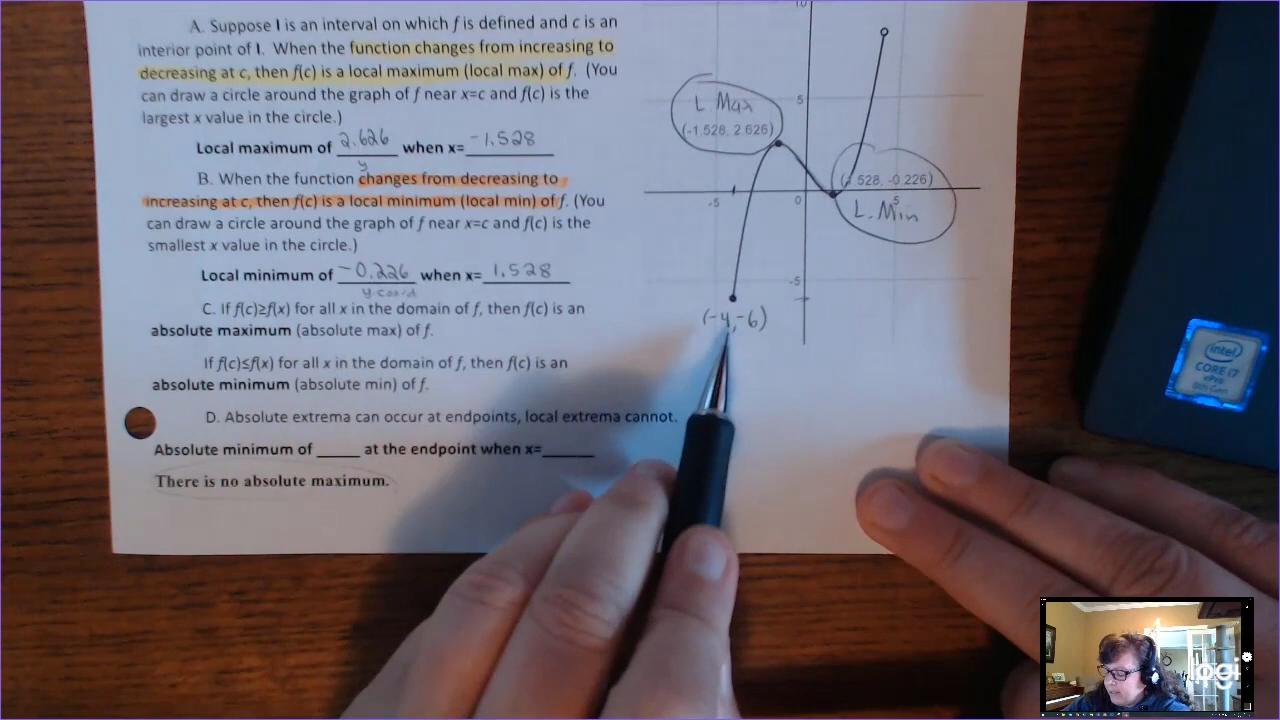 A. Suppose I is an interval on which f is defined and c is an
interior point of I. When the function changes from increasing to
decreasing at c, then f(c) is a local maximum (local max) of f. (You
can draw a circle around the graph of f near x=c and f(c) is the
largest x value in the circle.)
Local maximum of 2.626 when x= -1.528
y
B. When the function changes from decreasing to
increasing at c, then f(c) is a local minimum (local min) of f. (You
can draw a circle around the graph of f near x=c and f(c) is the
smallest x value in the circle.)
Local minimum of -0.226 when x= 1.528
y coord
C. If f(c)≥f(x) for all x in the domain of f, then f(c) is an
absolute maximum (absolute max) of f.
If f(c)≤f(x) for all x in the domain of f, then f(c) is an
absolute minimum (absolute min) of f.
D. Absolute extrema can occur at endpoints, local extrema cannot.
Absolute minimum of _____ at the endpoint when x=______
There is no absolute maximum.
10
5
L. Max
(-1.528, 2.626)
528, -0.226)
-5
0
5
L. Min
-5
(-4,-6)
intel
CORE i7
vPro
8th Gen
logi